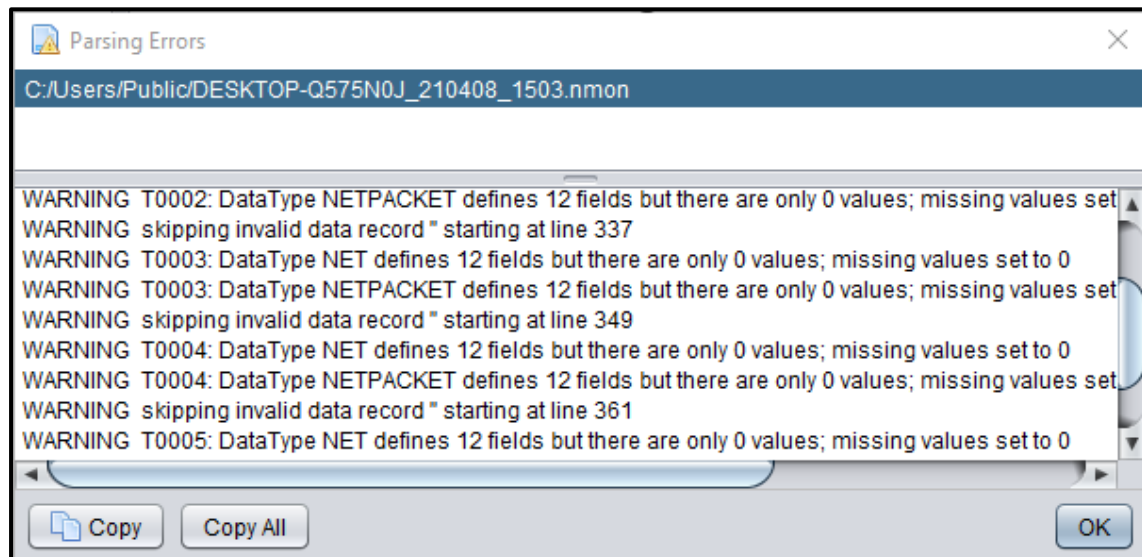 Parsing Errors
C:/Users/Public/DESKTOP-Q575N0J_210408_1503.nmon
WARNING T0002: DataType NETPACKET defines 12 fields but there are only 0 values; missing values set
WARNING skipping invalid data record '' starting at line 337
WARNING T0003: DataType NET defines 12 fields but there are only 0 values; missing values set to 0
WARNING T0003: DataType NETPACKET defines 12 fields but there are only 0 values; missing values set
WARNING skipping invalid data record '' starting at line 349
WARNING T0004: DataType NET defines 12 fields but there are only 0 values; missing values set to 0
WARNING T0004: DataType NETPACKET defines 12 fields but there are only 0 values; missing values set
WARNING skipping invalid data record '' starting at line 361
WARNING T0005: DataType NET defines 12 fields but there are only 0 values; missing values set to 0
Copy Copy All OK